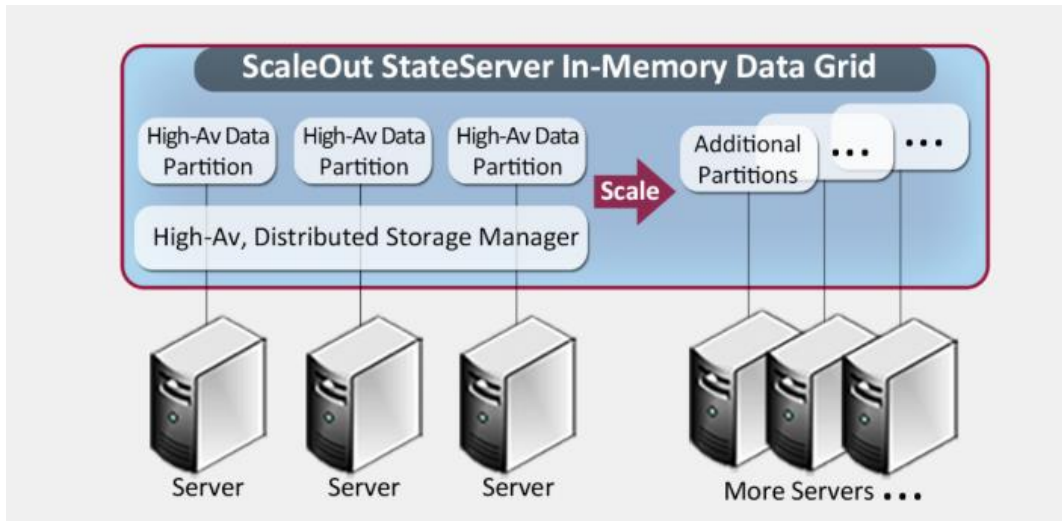 ScaleOut StateServer In-Memory Data Grid
High-Av Data
Partition
High-Av Data
Partition
High-Av Data
Partition
Scale
Additional
Partitions
...
...
High-Av, Distributed Storage Manager
Server
Server
Server
More Servers ...